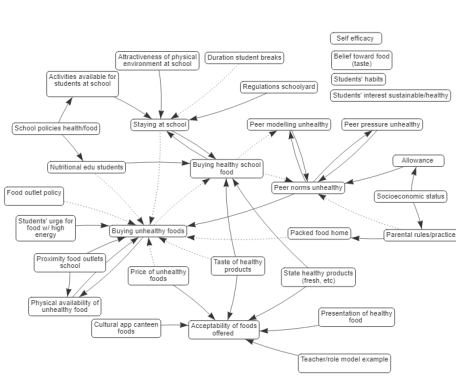 Self efficacy
Attractiveness of physical
environment at school
Duration student breaks
Belief toward food
(taste)
Activities available for
students at school
Students' habits
Regulations schoolyard
Students' interest sustainable/healthy
School policies health/food
Staying at school
Peer modelling unhealthy
Peer pressure unhealthy
Nutritional edu students
Buying healthy school
food
Allowance
Peer norms unhealthy
Food outlet policy
Socioeconomic status
Students' urge for
food w/ high
energy
Buying unhealthy foods
Packed food home
Parental rules/practice
Proximity food outlets
school
Price of unhealthy
foods
Taste of healthy
products
State healthy products
(fresh, etc)
Physical availability of
unhealthy food
Cultural app canteen
foods
Acceptability of foods
offered
Presentation of healthy
food
Teacher/role model example